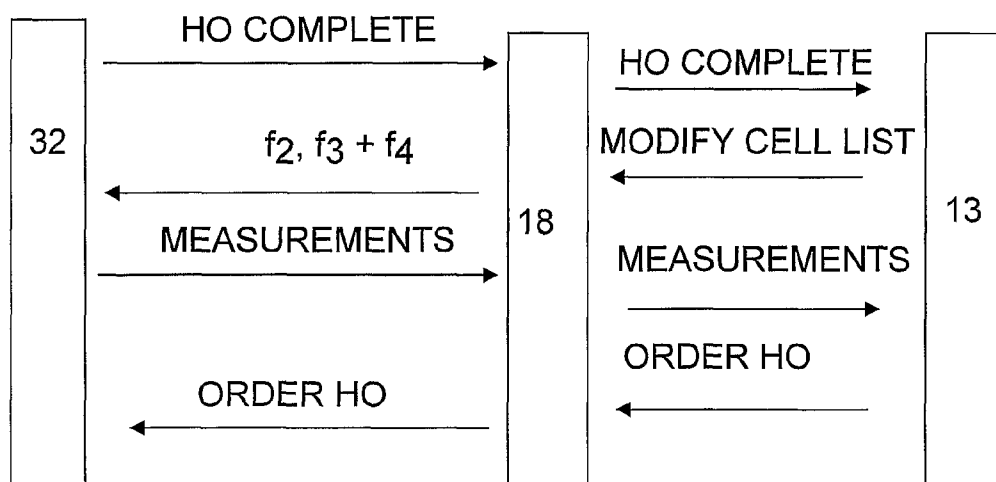 HO COMPLETE
HO COMPLETE
32
f2, f3 + f4
MODIFY CELL LIST
18
13
MEASUREMENTS
MEASUREMENTS
ORDER HO
ORDER HO